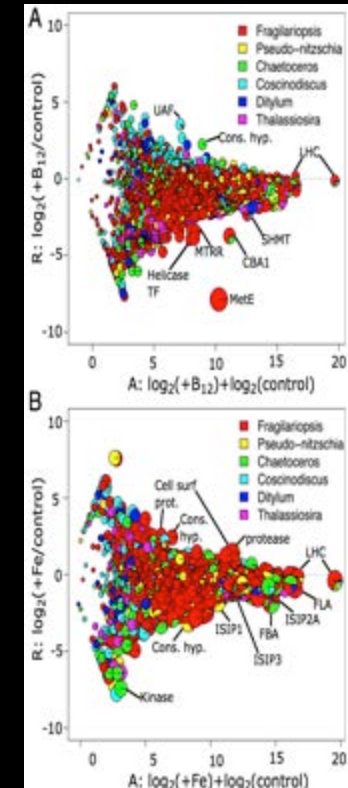 A
10
5
0
-5
-10
R: log2(+B12/control)
Fragilariopsis
Pseudo-nitzschia
Chaetoceros
Coscinodiscus
Ditylum
Thalassiosira
UAF
Cons. hyp.
LHC
MTRR
SHMT
Helicase
TF
CBA1
MetE
0 5 10 15 20
A: log2(+B12)+log2(control)
B
10
5
0
-5
-10
R: log2(+Fe/control)
Fragilariopsis
Pseudo-nitzschia
Chaetoceros
Coscinodiscus
Ditylum
Thalassiosira
Cell surf
prot.
Cons.
hyp.
protease
LHC
FLA
ISIP2A
ISIP1
FBA
Cons. hyp.
ISIP3
Kinase
0 5 10 15 20
A: log2(+Fe)+log2(control)